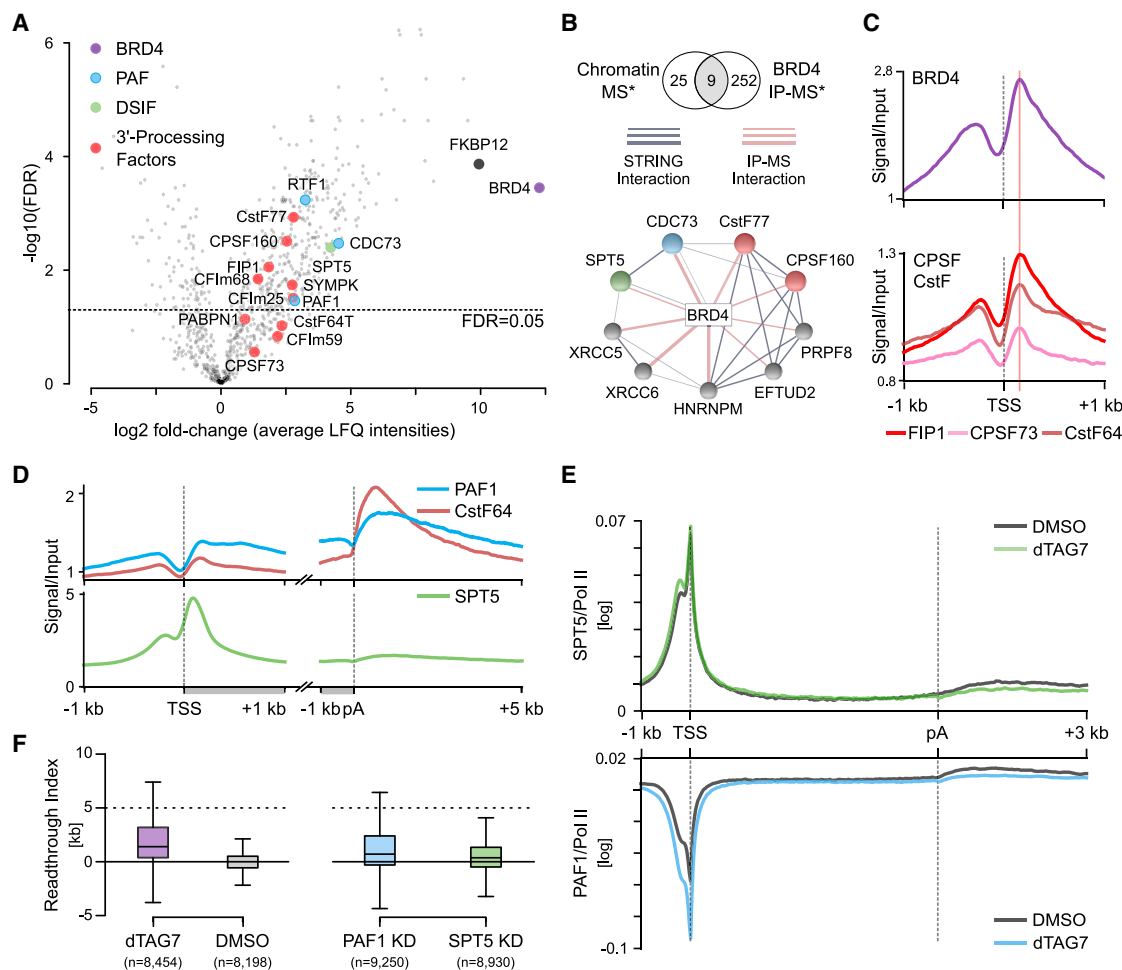 A
6
4
2
0
-log10(FDR)
BRD4
PAF
DSIF
3'-Processing
Factors
FKBP12
BRD4
RTF1
CstF77
CPSF160
CDC73
FIP1
SPT5
CFIm68
SYMPK
CFIm25
PAF1
FDR=0.05
PABPN1
CstF64T
CFIm59
CPSF73
-5
0
5
10
log2 fold-change (average LFQ intensities)
B
Chromatin
MS*
25
9
252
BRD4
IP-MS*
STRING
Interaction
IP-MS
Interaction
CDC73
CstF77
SPT5
CPSF160
BRD4
XRCC5
PRPF8
XRCC6
EFTUD2
HNRNPM
C
2.8
BRD4
Signal/Input
1
1.3
CPSF
CstF
Signal/Input
0.8
-1 kb
TSS
+1 kb
FIP1
CPSF73
CstF64
D
2
1
PAF1
CstF64
Signal/Input
5
0
SPT5
-1 kb
TSS
+1 kb
-1 kb
pA
+5 kb
E
0.07
DMSO
dTAG7
SPT5/Pol II
[log]
0
-1 kb
TSS
pA
+3 kb
0.02
PAF1/Pol II
[log]
DMSO
dTAG7
-0.1
F
10
5
0
-5
Readthrough Index
[kb]
dTAG7
(n=8,454)
DMSO
(n=8,198)
PAF1 KD
(n=9,250)
SPT5 KD
(n=8,930)